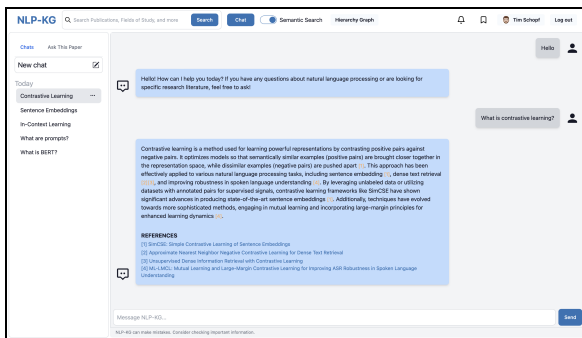 NLP-KG
Search Publications, Fields of Study, and more
Search
Chat
Semantic Search
Hierarchy Graph
Tim Schopf
Log out
Chats
Ask This Paper
New chat
Today
Contrastive Learning
Sentence Embeddings
In-Context Learning
What are prompts?
What is BERT?
Hello
Hello! How can I help you today? If you have any questions about natural language processing or are looking for
specific research literature, feel free to ask!
What is contrastive learning?
Contrastive learning is a method used for learning powerful representations by contrasting positive pairs against
negative pairs. It optimizes models so that semantically similar examples (positive pairs) are brought closer together in
the representation space, while dissimilar examples (negative pairs) are pushed apart. This approach has been
effectively applied to various natural language processing tasks, including sentence embedding, dense text retrieval
, and improving robustness in spoken language understanding. By leveraging unlabeled data or utilizing
datasets with annotated pairs for supervised signals, contrastive learning frameworks like SimCSE have shown
significant advances in producing state-of-the-art sentence embeddings. Additionally, techniques have evolved
towards more sophisticated methods, engaging in mutual learning and incorporating large-margin principles for
enhanced learning dynamics.
REFERENCES
[1] SimCSE: Simple Contrastive Learning of Sentence Embeddings
[2] Approximate Nearest Neighbor Negative Contrastive Learning for Dense Text Retrieval
[3] Unsupervised Dense Information Retrieval with Contrastive Learning
[4] ML-LMCL: Mutual Learning and Large-Margin Contrastive Learning for Improving ASR Robustness in Spoken Language
Understanding
Message NLP-KG...
Send
NLP-KG can make mistakes. Consider checking important information.